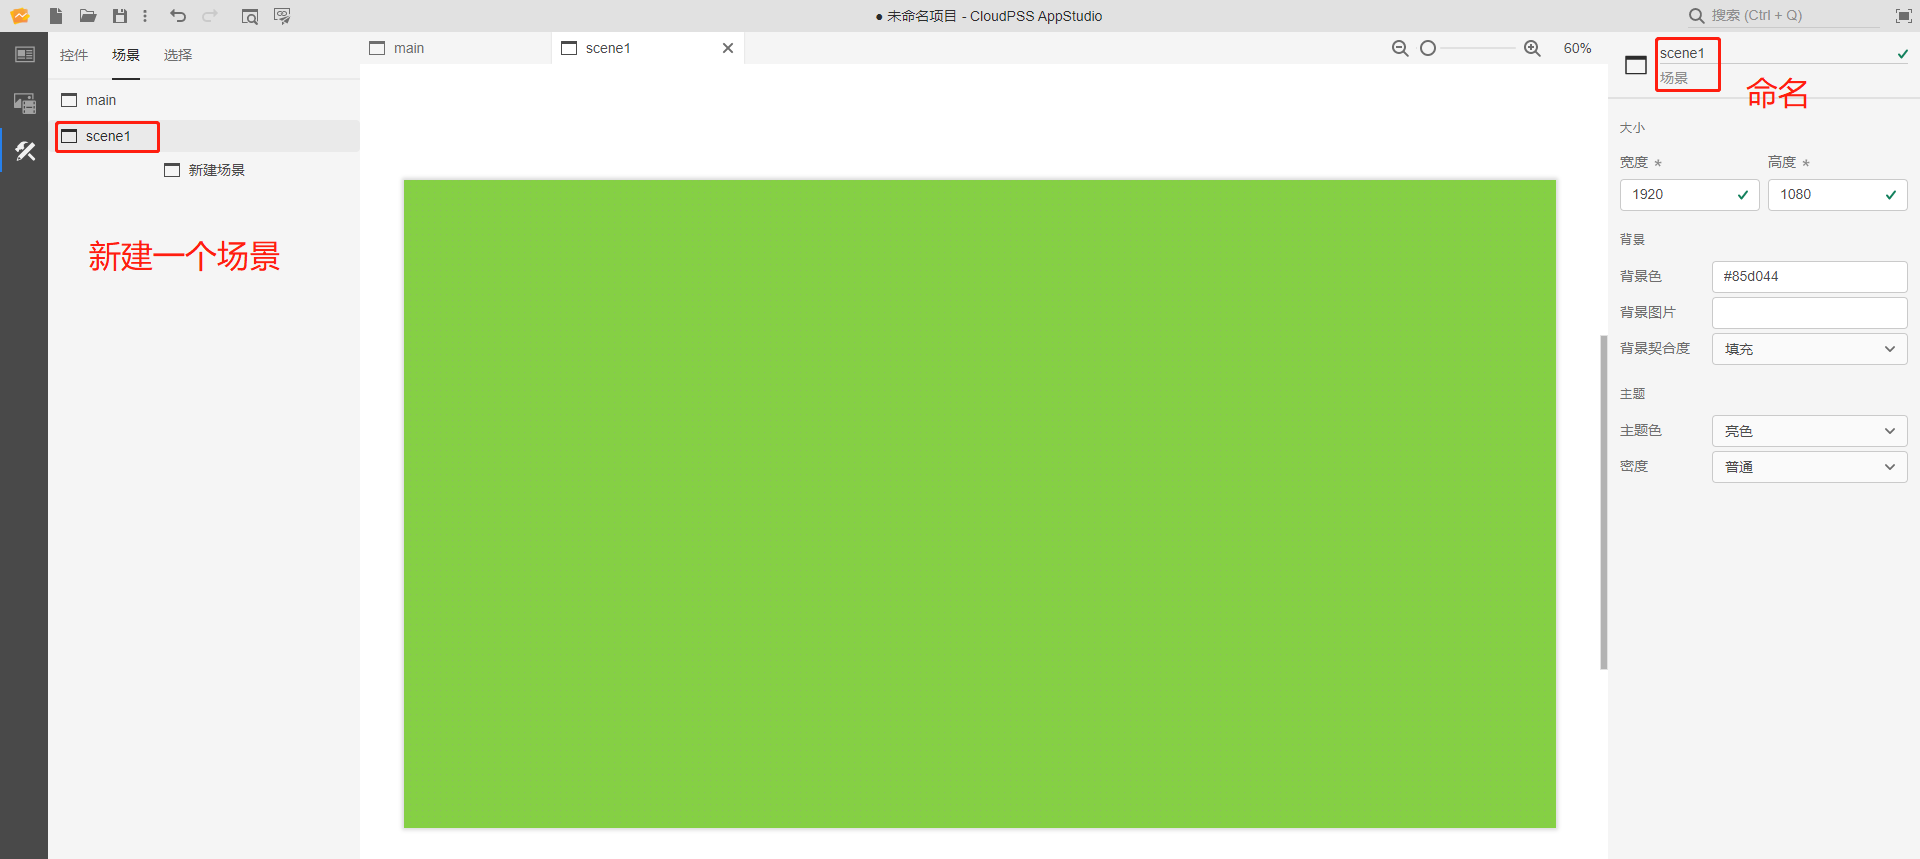 ● 未命名项目 - CloudPSS AppStudio
搜索 (Ctrl + Q)
控件 场景 选择
main
scene1
新建场景
新建一个场景
main
scene1
60%
scene1
场景
命名
大小
宽度 * 高度 *
1920 1080
背景
背景色 #85d044
背景图片
背景契合度 填充
主题
主题色 亮色
密度 普通